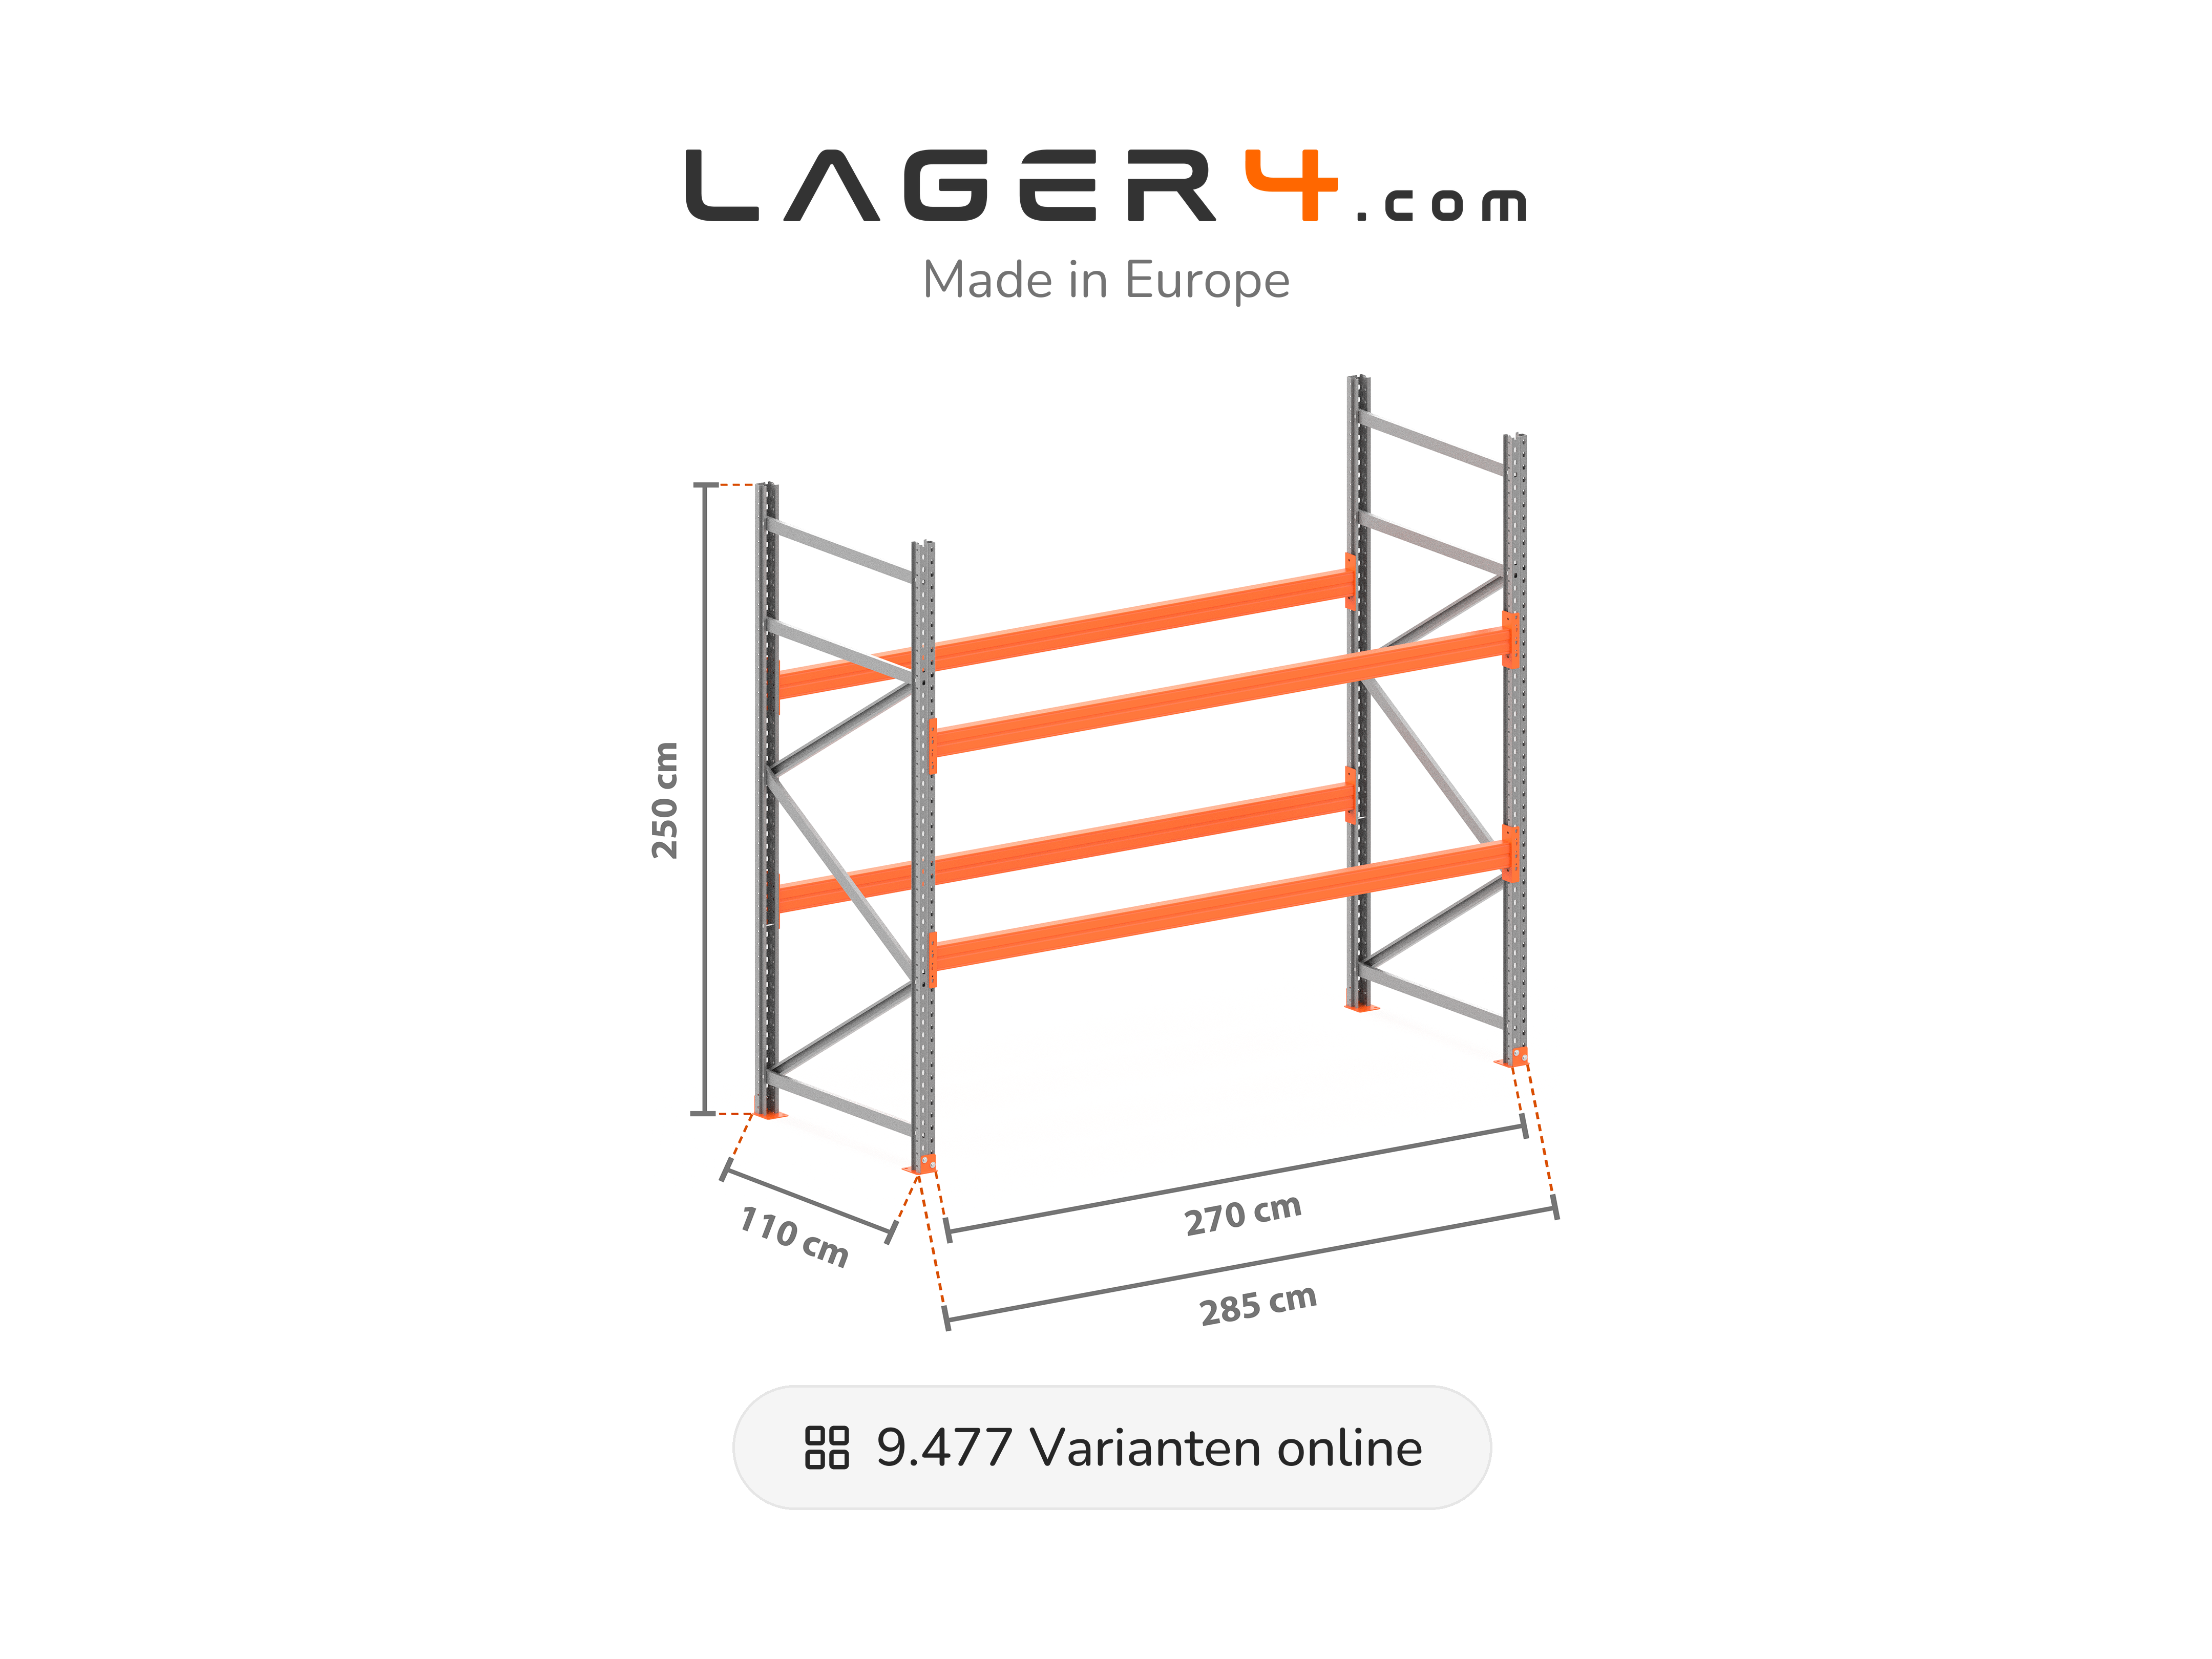 LAGER4.com
Made in Europe
250 cm
110 cm
270 cm
285 cm
9.477 Varianten online